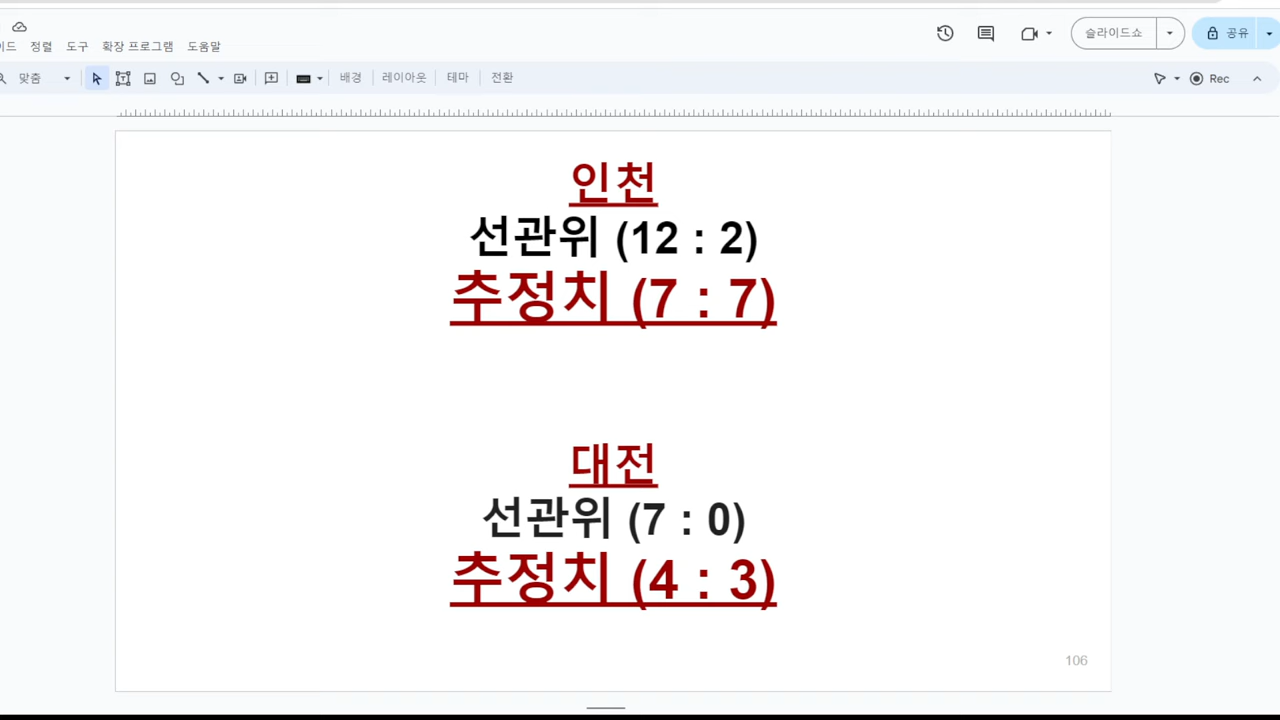 정렬 도구 확장 프로그램 도움말
슬라이드쇼
공유
맞춤
배경
레이아웃
테마
전환
Rec
인천
선관위 (12 : 2)
추정치 (7 : 7)
대전
선관위 (7 : 0)
추정치 (4 : 3)
106